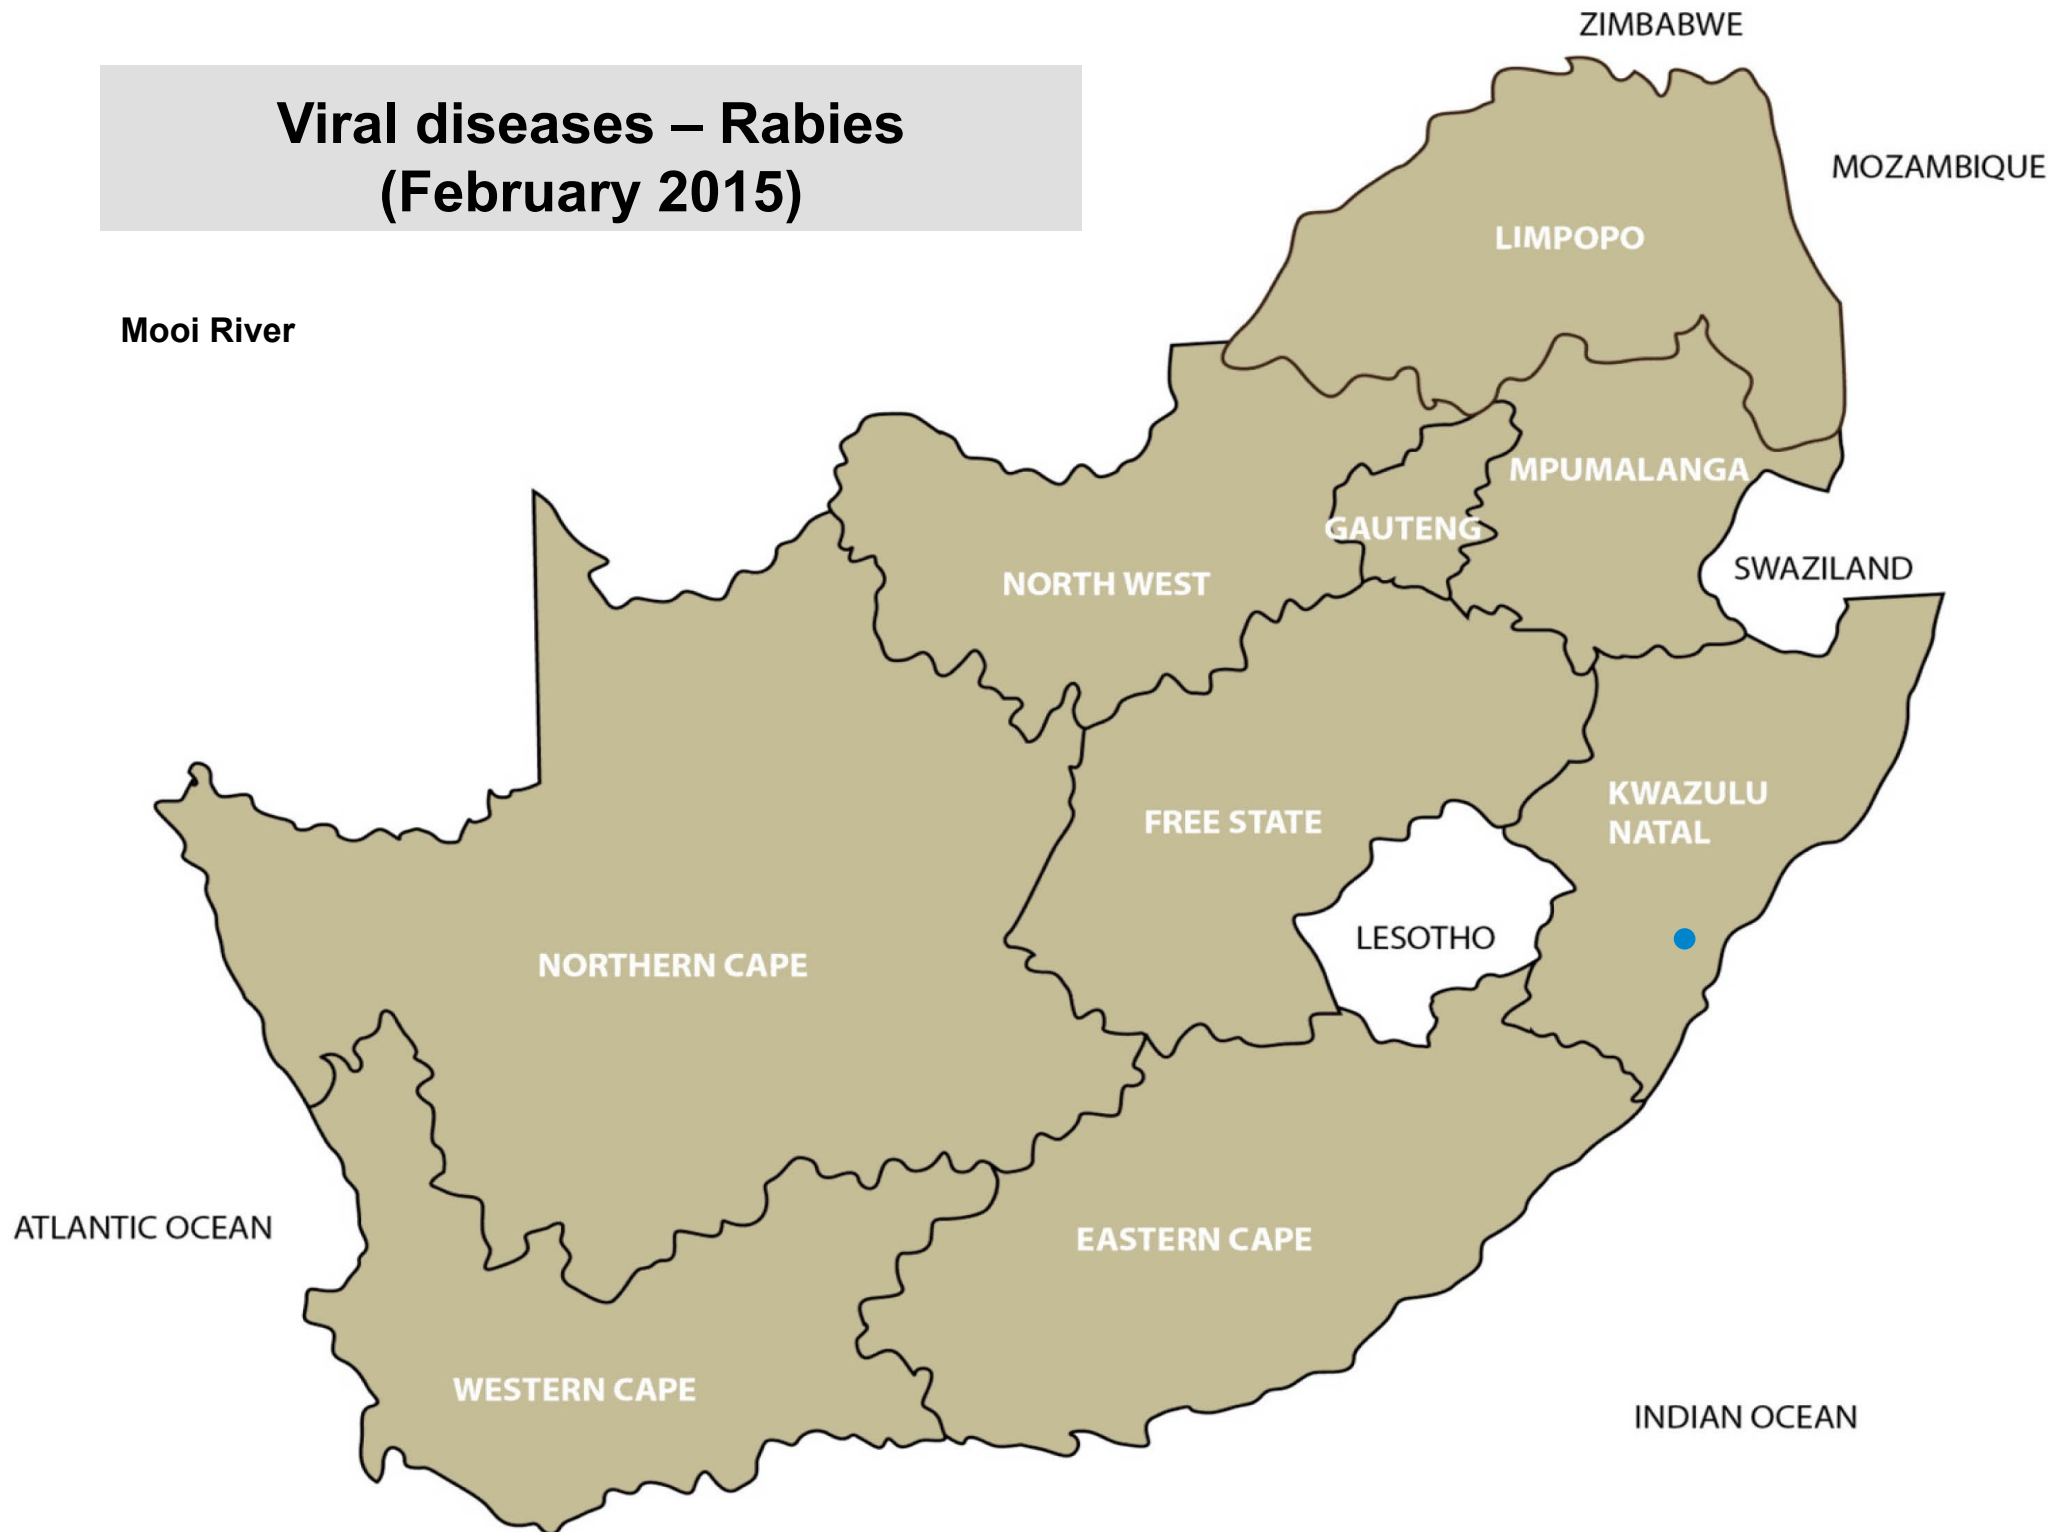 ZIMBABWE
Viral diseases – Rabies
(February 2015)
MOZAMBIQUE
LIMPOPO
Mooi River
MPUMALANGA
GAUTENG
SWAZILAND
NORTH WEST
KWAZULU
NATAL
FREE STATE
LESOTHO
NORTHERN CAPE
ATLANTIC OCEAN
EASTERN CAPE
WESTERN CAPE
INDIAN OCEAN